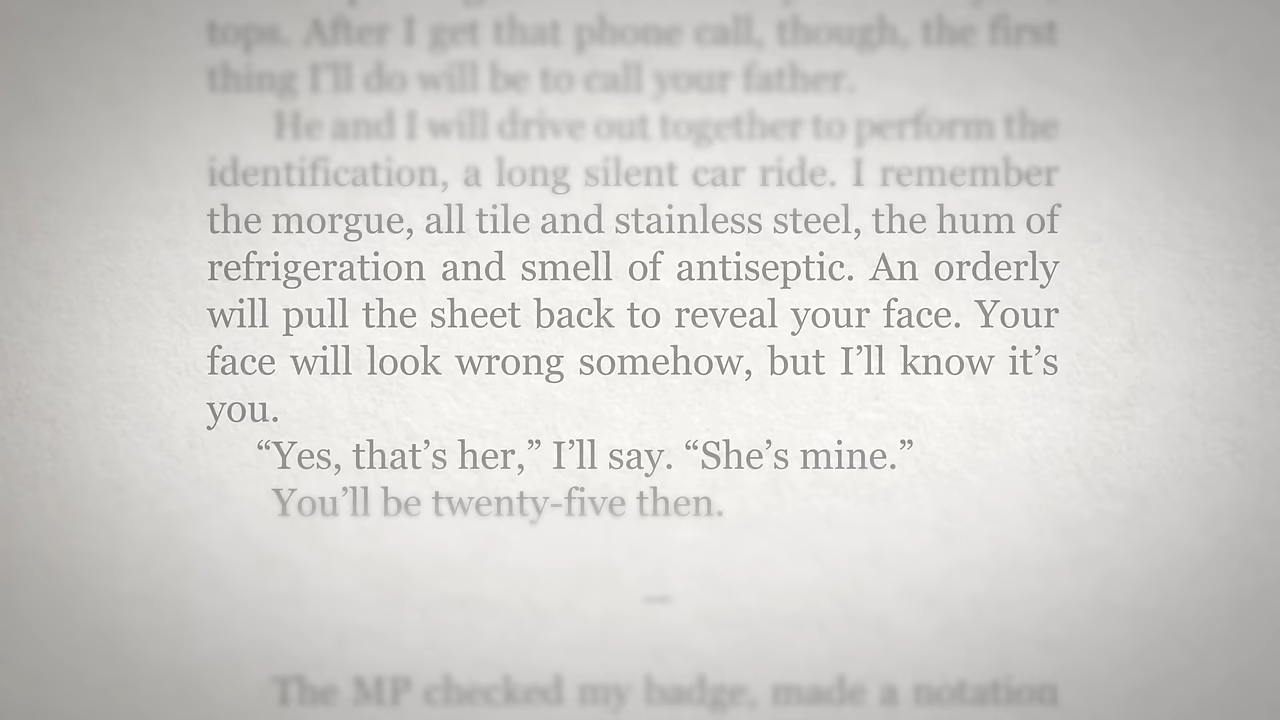 tops. After I get that phone call, though, the first
thing I’ll do will be to call your father.
He and I will drive out together to perform the
identification, a long silent car ride. I remember
the morgue, all tile and stainless steel, the hum of
refrigeration and smell of antiseptic. An orderly
will pull the sheet back to reveal your face. Your
face will look wrong somehow, but I’ll know it’s
you.
“Yes, that’s her,” I’ll say. “She’s mine.”
You’ll be twenty-five then.
—
The MP checked my badge, made a notation